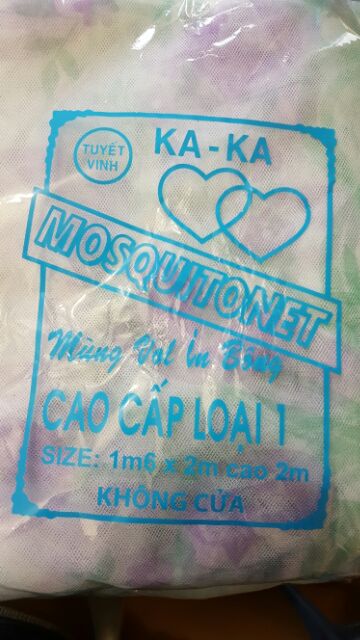 TUYẾT
VINH
KA - KA
MOSQUITONET
Mùng Val In Bông
CAO CẤP LOẠI 1
SIZE: 1m6 x 2m cao 2m
KHÔNG CỬA